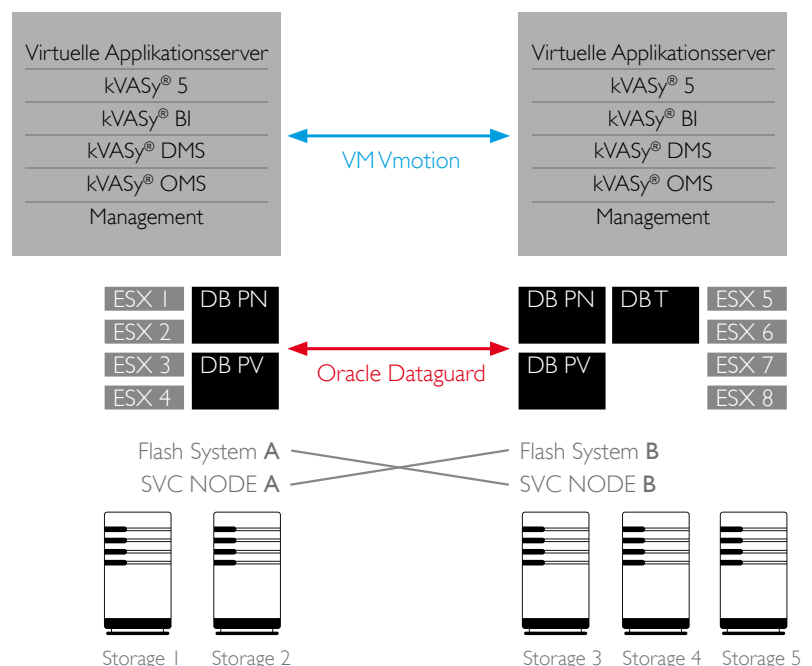 Virtuelle Applikationsserver
kVASy® 5
kVASy® BI
kVASy® DMS
kVASy® OMS
Management
VM Vmotion
Virtuelle Applikationsserver
kVASy® 5
kVASy® BI
kVASy® DMS
kVASy® OMS
Management
ESX 1
ESX 2
ESX 3
ESX 4
DB PN
DB PV
Oracle Dataguard
DB PN
DB T
DB PV
ESX 5
ESX 6
ESX 7
ESX 8
Flash System A
SVC NODE A
Flash System B
SVC NODE B
Storage 1
Storage 2
Storage 3
Storage 4
Storage 5